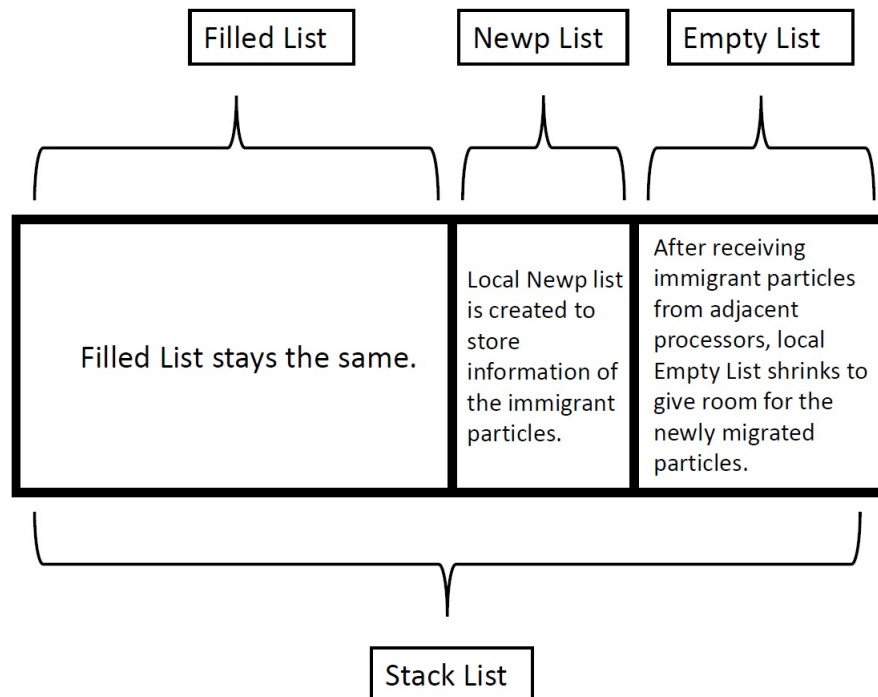 Filled List
Newp List
Empty List
Filled List stays the same.
Local Newp list
is created to
store
information of
the immigrant
particles.
After receiving
immigrant particles
from adjacent
processors, local
Empty List shrinks to
give room for the
newly migrated
particles.
Stack List